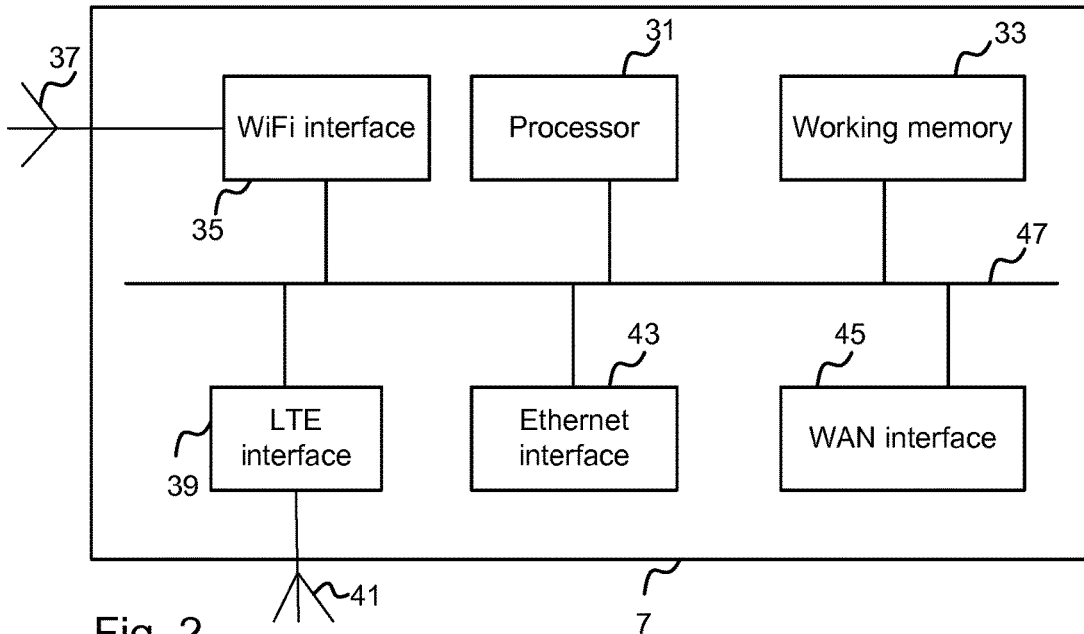 37
31
33
WiFi interface
Processor
Working memory
35
47
43
45
LTE
interface
Ethernet
interface
WAN interface
39
41
7
Fig. 2